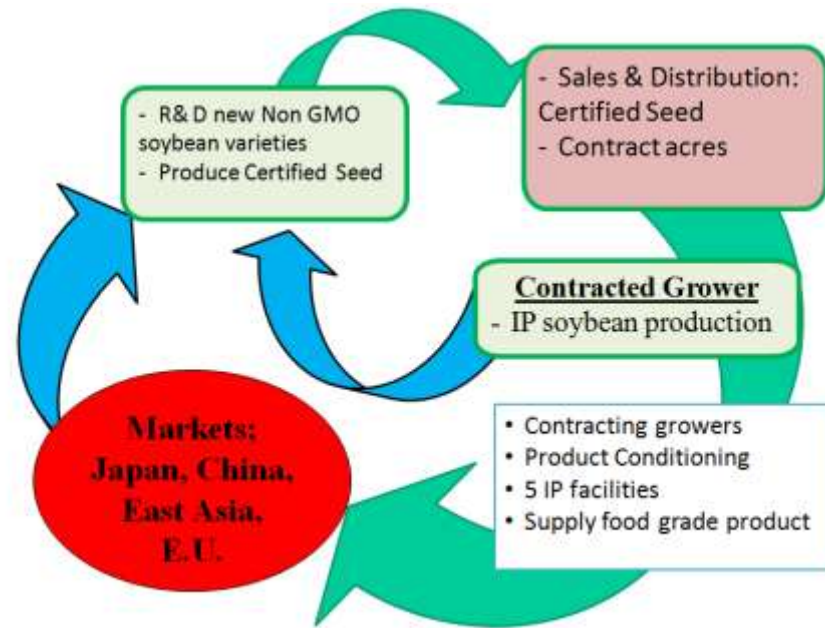 - R&D new Non GMO
soybean varieties
- Produce Certified Seed
- Sales & Distribution:
Certified Seed
- Contract acres
Contracted Grower
- IP soybean production
• Contracting growers
• Product Conditioning
• 5 IP facilities
• Supply food grade product
Markets;
Japan, China,
East Asia,
E.U.